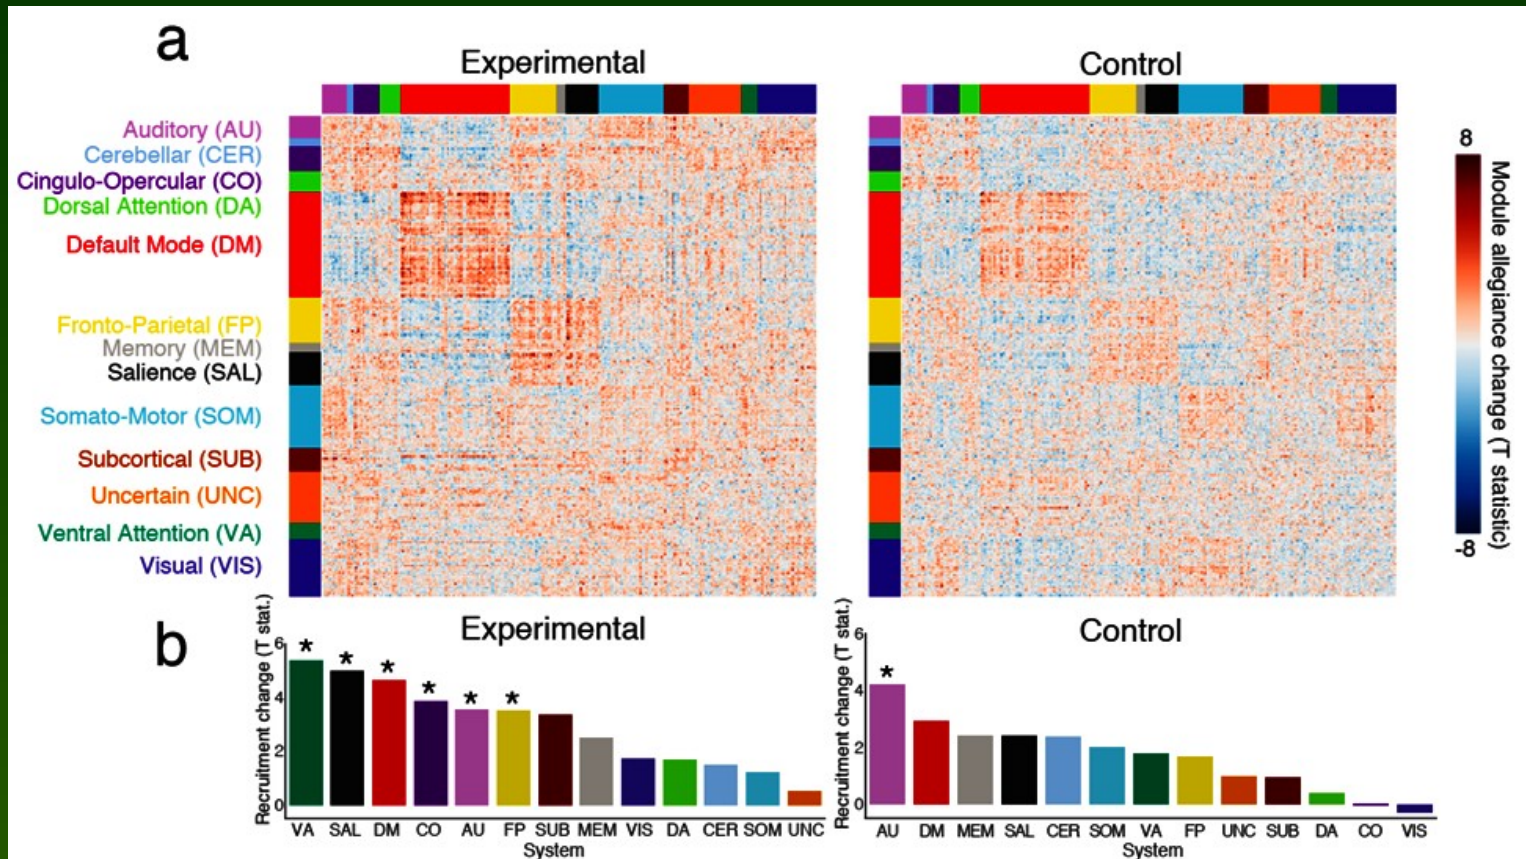 a
Experimental
Control
Auditory (AU)
Cerebellar (CER)
Cingulo-Opercular (CO)
Dorsal Attention (DA)
Default Mode (DM)
Fronto-Parietal (FP)
Memory (MEM)
Salience (SAL)
Somato-Motor (SOM)
Subcortical (SUB)
Uncertain (UNC)
Ventral Attention (VA)
Visual (VIS)
8
Module allegiance change (T statistic)
-8
b
Experimental
Recruitment change (T stat.)
6
4
2
0
* * * * * *
VA SAL DM CO AU FP SUB MEM VIS DA CER SOM UNC
System
Control
Recruitment change (T stat.)
6
4
2
0
*
AU DM MEM SAL CER SOM VA FP UNC SUB DA CO VIS
System